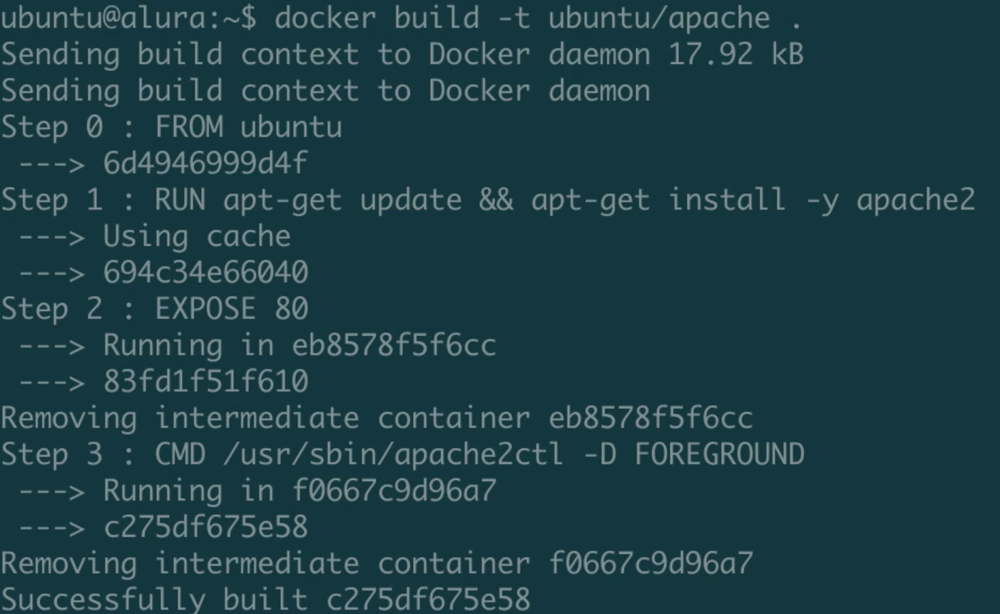 ubuntu@alura:~$ docker build -t ubuntu/apache .
Sending build context to Docker daemon 17.92 kB
Sending build context to Docker daemon
Step 0 : FROM ubuntu
 ---> 6d4946999d4f
Step 1 : RUN apt-get update && apt-get install -y apache2
 ---> Using cache
 ---> 694c34e66040
Step 2 : EXPOSE 80
 ---> Running in eb8578f5f6cc
 ---> 83fd1f51f610
Removing intermediate container eb8578f5f6cc
Step 3 : CMD /usr/sbin/apache2ctl -D FOREGROUND
 ---> Running in f0667c9d96a7
 ---> c275df675e58
Removing intermediate container f0667c9d96a7
Successfully built c275df675e58